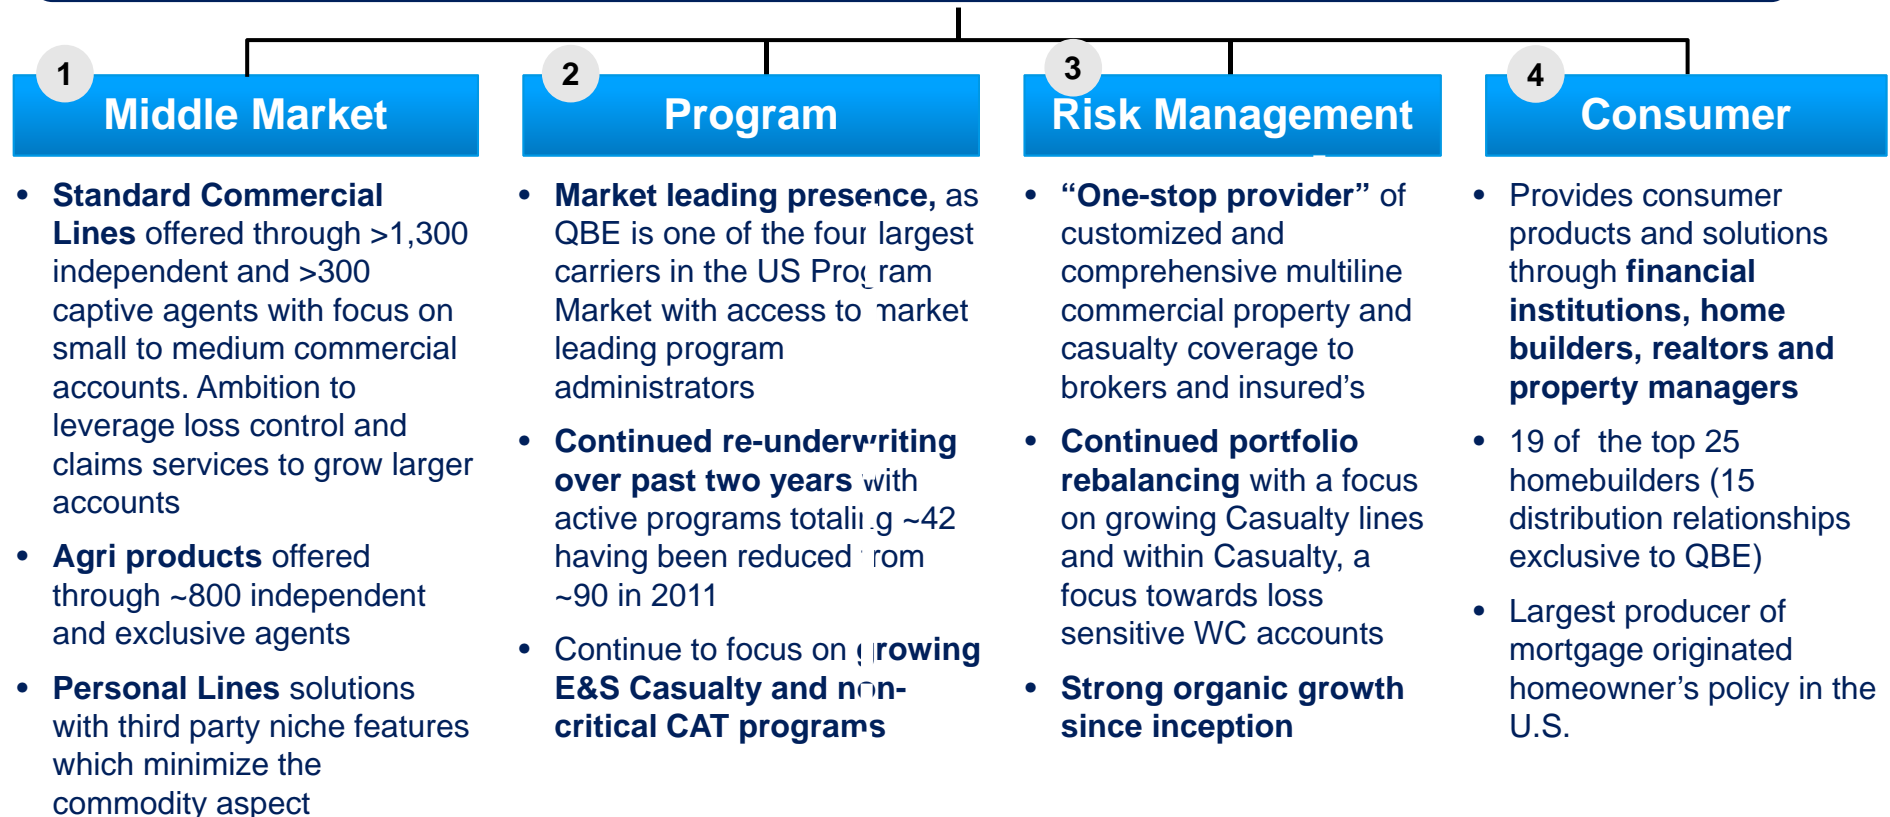 1
Middle Market
• Standard Commercial
Lines offered through >1,300
independent and >300
captive agents with focus on
small to medium commercial
accounts. Ambition to
leverage loss control and
claims services to grow larger
accounts
• Agri products offered
through ~800 independent
and exclusive agents
• Personal Lines solutions
with third party niche features
which minimize the
commodity aspect
2
Program
• Market leading presence, as
QBE is one of the four largest
carriers in the US Program
Market with access to market
leading program
administrators
• Continued re-underwriting
over past two years with
active programs totaling ~42
having been reduced from
~90 in 2011
• Continue to focus on growing
E&S Casualty and non-
critical CAT programs
3
Risk Management
• “One-stop provider” of
customized and
comprehensive multiline
commercial property and
casualty coverage to
brokers and insured’s
• Continued portfolio
rebalancing with a focus
on growing Casualty lines
and within Casualty, a
focus towards loss
sensitive WC accounts
• Strong organic growth
since inception
4
Consumer
• Provides consumer
products and solutions
through financial
institutions, home
builders, realtors and
property managers
• 19 of  the top 25
homebuilders (15
distribution relationships
exclusive to QBE)
• Largest producer of
mortgage originated
homeowner’s policy in the
U.S.